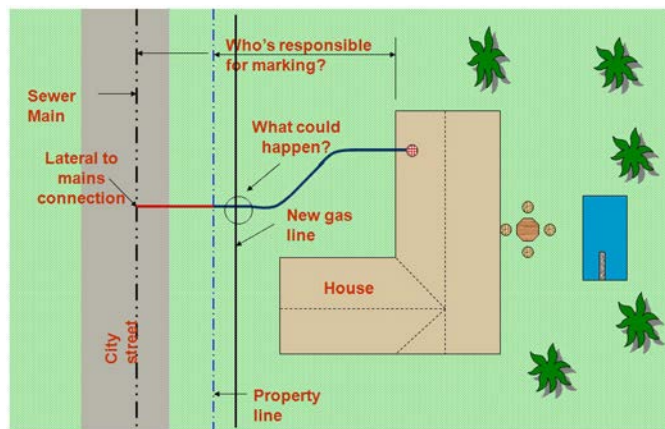 Who's responsible
for marking?
Sewer
Main
What could
happen?
Lateral to
mains
connection
New gas
line
House
City
street
Property
line